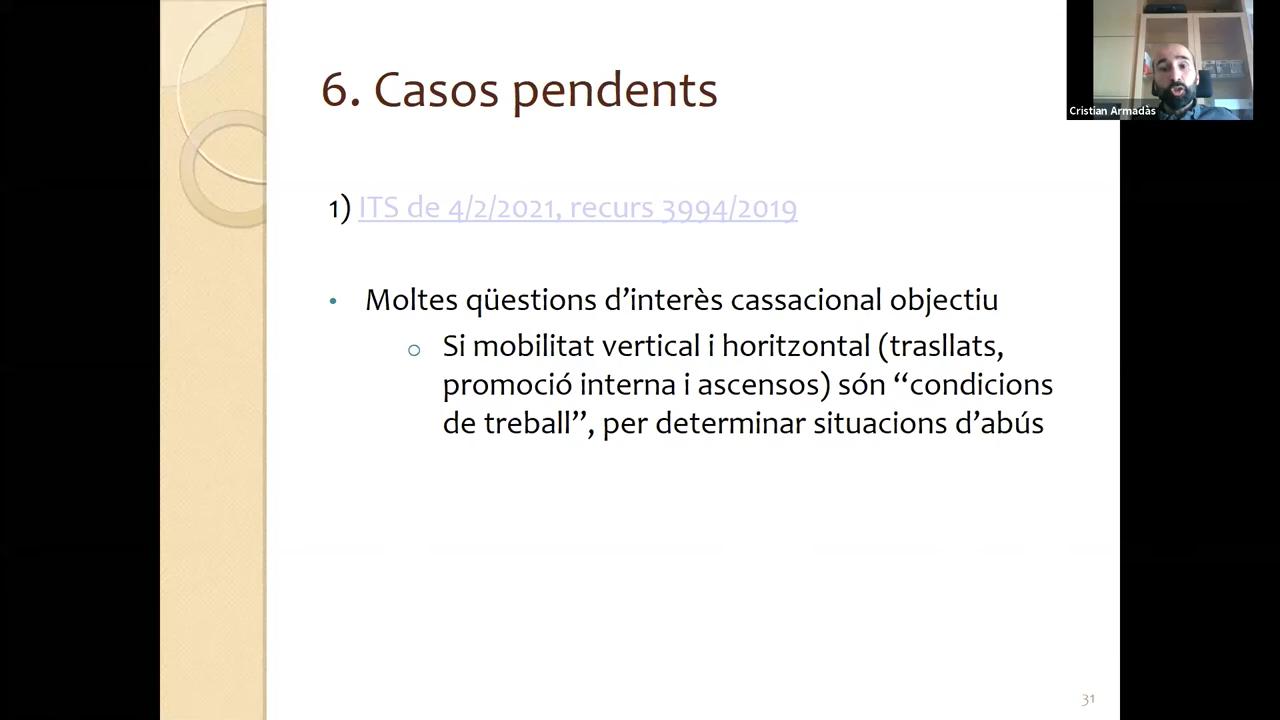 6. Casos pendents
Cristian Armadàs
1) ITS de 4/2/2021, recurs 3994/2019
• Moltes qüestions d’interès cassacional objectiu
o Si mobilitat vertical i horitzontal (trasllats,
promoció interna i ascensos) són “condicions
de treball”, per determinar situacions d’abús
31